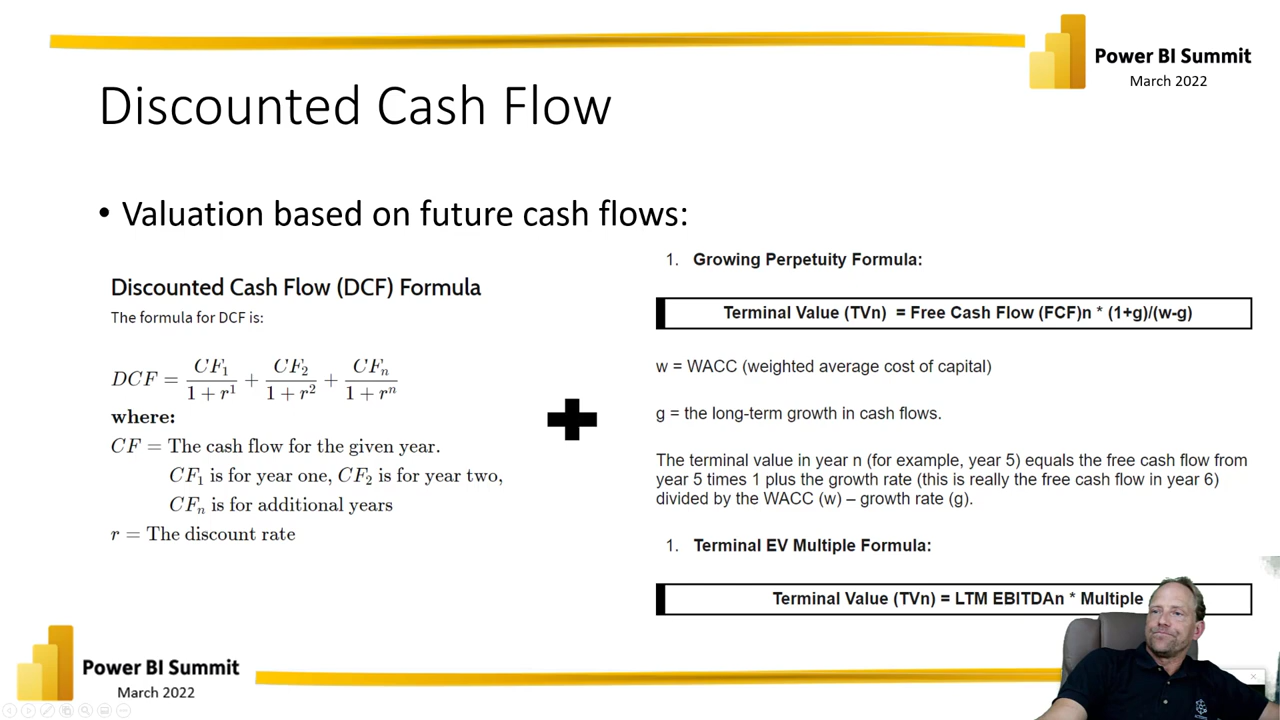 Power BI Summit
March 2022
Discounted Cash Flow
• Valuation based on future cash flows:
Discounted Cash Flow (DCF) Formula
The formula for DCF is:
DCF = CF₁/1 + r¹ + CF₂/1 + r² + CFₙ/1 + rⁿ
where:
CF = The cash flow for the given year.
CF₁ is for year one, CF₂ is for year two,
CFₙ is for additional years
r = The discount rate
1. Growing Perpetuity Formula:
Terminal Value (TVn) = Free Cash Flow (FCF)n * (1+g)/(w-g)
w = WACC (weighted average cost of capital)
g = the long-term growth in cash flows.
The terminal value in year n (for example, year 5) equals the free cash flow from
year 5 times 1 plus the growth rate (this is really the free cash flow in year 6)
divided by the WACC (w) – growth rate (g).
1. Terminal EV Multiple Formula:
Terminal Value (TVn) = LTM EBITDAn * Multiple
Power BI Summit
March 2022